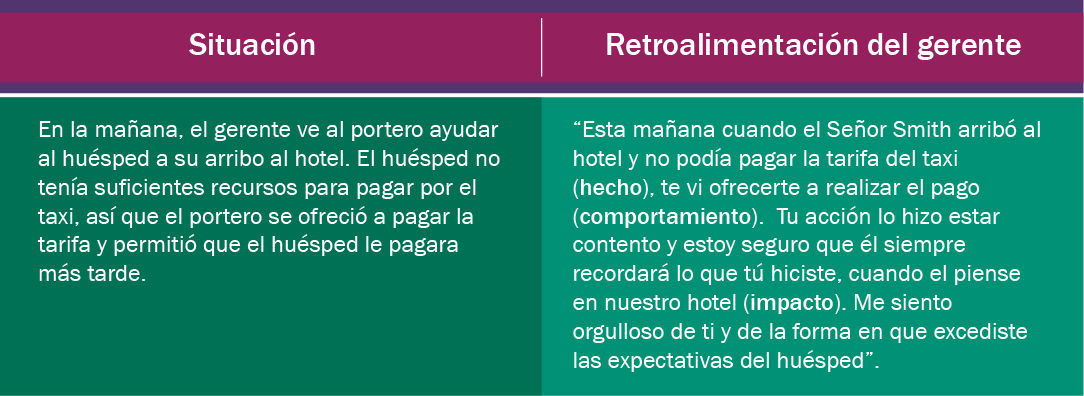 Situación
Retroalimentación del gerente
En la mañana, el gerente ve al portero ayudar
al huésped a su arribo al hotel. El huésped no
tenía suficientes recursos para pagar por el
taxi, así que el portero se ofreció a pagar la
tarifa y permitió que el huésped le pagara
más tarde.
“Esta mañana cuando el Señor Smith arribó al
hotel y no podía pagar la tarifa del taxi
(hecho), te vi ofrecerte a realizar el pago
(comportamiento).  Tu acción lo hizo estar
contento y estoy seguro que él siempre
recordará lo que tú hiciste, cuando el piense
en nuestro hotel (impacto). Me siento
orgulloso de ti y de la forma en que excediste
las expectativas del huésped”.